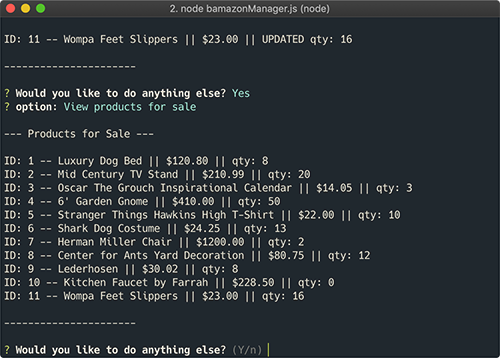 2. node bamazonManager.js (node)
ID: 11 -- Wompa Feet Slippers || $23.00 || UPDATED qty: 16
----------------------
? Would you like to do anything else? Yes
? option: View products for sale
--- Products for Sale ---
ID: 1 -- Luxury Dog Bed || $120.80 || qty: 8
ID: 2 -- Mid Century TV Stand || $210.99 || qty: 20
ID: 3 -- Oscar The Grouch Inspirational Calendar || $14.05 || qty: 3
ID: 4 -- 6' Garden Gnome || $410.00 || qty: 50
ID: 5 -- Stranger Things Hawkins High T-Shirt || $22.00 || qty: 10
ID: 6 -- Shark Dog Costume || $24.25 || qty: 13
ID: 7 -- Herman Miller Chair || $1200.00 || qty: 2
ID: 8 -- Center for Ants Yard Decoration || $80.75 || qty: 12
ID: 9 -- Lederhosen || $30.02 || qty: 8
ID: 10 -- Kitchen Faucet by Farrah || $228.50 || qty: 0
ID: 11 -- Wompa Feet Slippers || $23.00 || qty: 16
----------------------
? Would you like to do anything else? (Y/n)